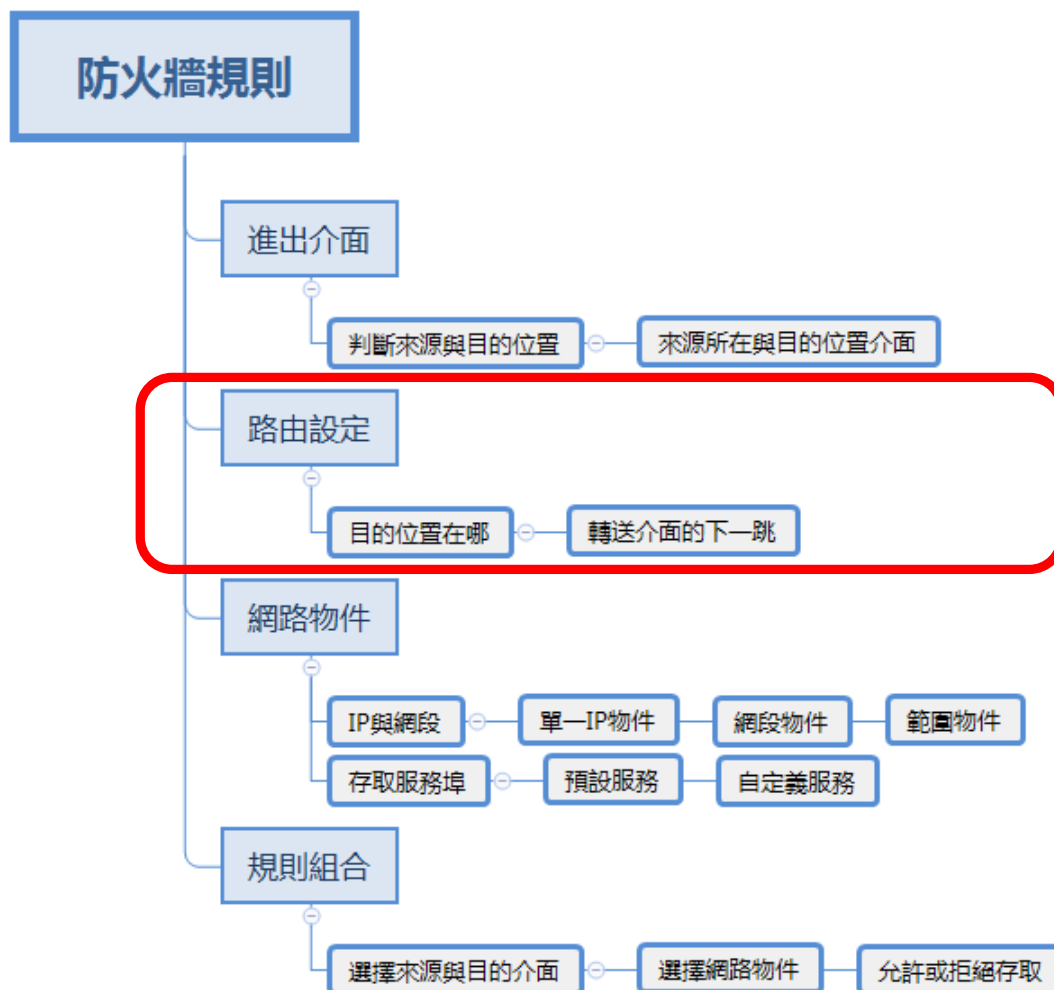 防火牆規則
進出介面
判斷來源與目的位置
來源所在與目的位置介面
路由設定
目的位置在哪
轉送介面的下一跳
網路物件
IP與網段
單一IP物件
網段物件
範圍物件
存取服務埠
預設服務
自定義服務
規則組合
選擇來源與目的介面
選擇網路物件
允許或拒絕存取